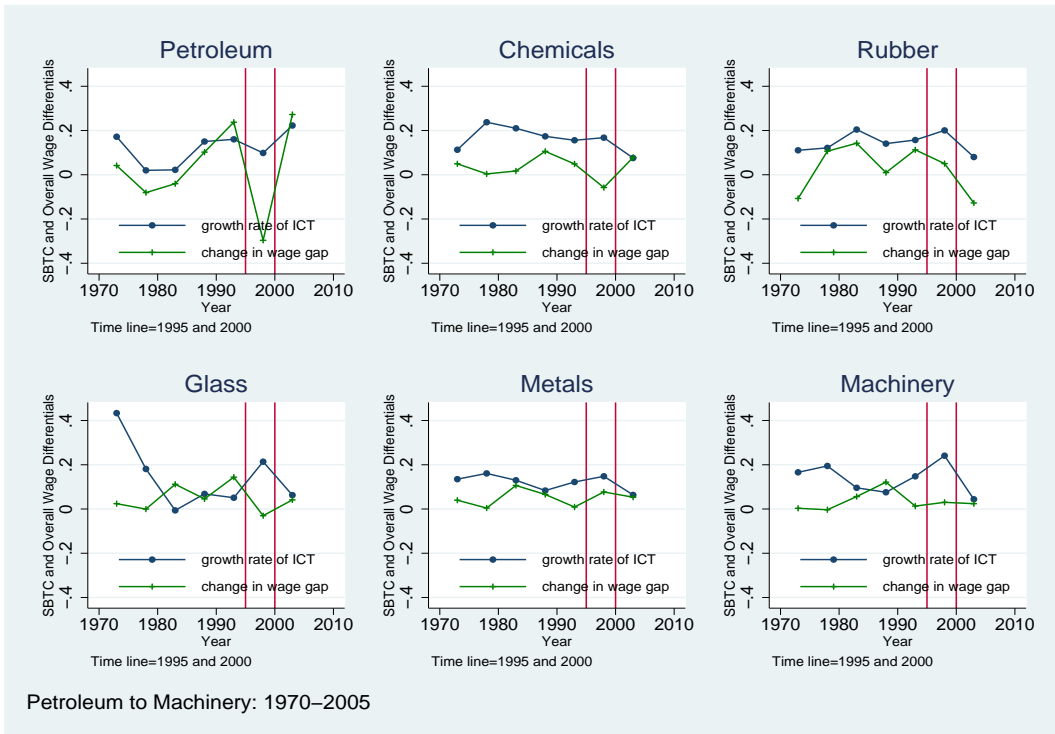 Petroleum
SBTC and Overall Wage Differentials
.4
.2
0
−.2
−.4
growth rate of ICT
change in wage gap
1970 1980 1990 2000 2010
Year
Time line=1995 and 2000
Chemicals
SBTC and Overall Wage Differentials
.4
.2
0
−.2
−.4
growth rate of ICT
change in wage gap
1970 1980 1990 2000 2010
Year
Time line=1995 and 2000
Rubber
SBTC and Overall Wage Differentials
.4
.2
0
−.2
−.4
growth rate of ICT
change in wage gap
1970 1980 1990 2000 2010
Year
Time line=1995 and 2000
Glass
SBTC and Overall Wage Differentials
.4
.2
0
−.2
−.4
growth rate of ICT
change in wage gap
1970 1980 1990 2000 2010
Year
Time line=1995 and 2000
Metals
SBTC and Overall Wage Differentials
.4
.2
0
−.2
−.4
growth rate of ICT
change in wage gap
1970 1980 1990 2000 2010
Year
Time line=1995 and 2000
Machinery
SBTC and Overall Wage Differentials
.4
.2
0
−.2
−.4
growth rate of ICT
change in wage gap
1970 1980 1990 2000 2010
Year
Time line=1995 and 2000
Petroleum to Machinery: 1970−2005